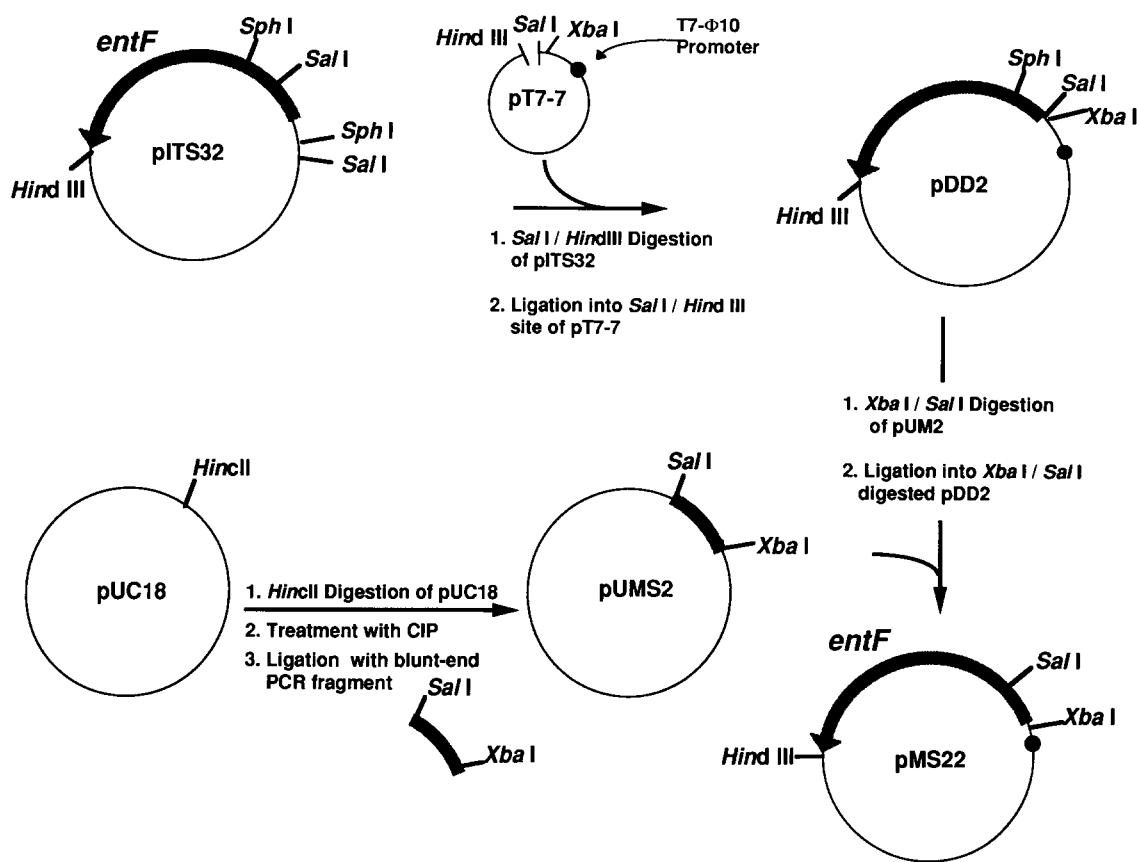 entF
Sph I
Sal I
Sph I
Sal I
pITS32
Hind III
Sal I
Xba I
Hind III
T7-Φ10
Promoter
pT7-7
1. Sal I / HindIII Digestion
of pITS32
2. Ligation into Sal I / Hind III
site of pT7-7
Sph I
Sal I
Xba I
pDD2
Hind III
1. Xba I / Sal I Digestion
of pUM2
2. Ligation into Xba I / Sal I
digested pDD2
HincII
pUC18
1. HincII Digestion of pUC18
2. Treatment with CIP
3. Ligation with blunt-end
PCR fragment
Sal I
Xba I
Sal I
Xba I
pUMS2
entF
Sal I
Xba I
Hind III
pMS22